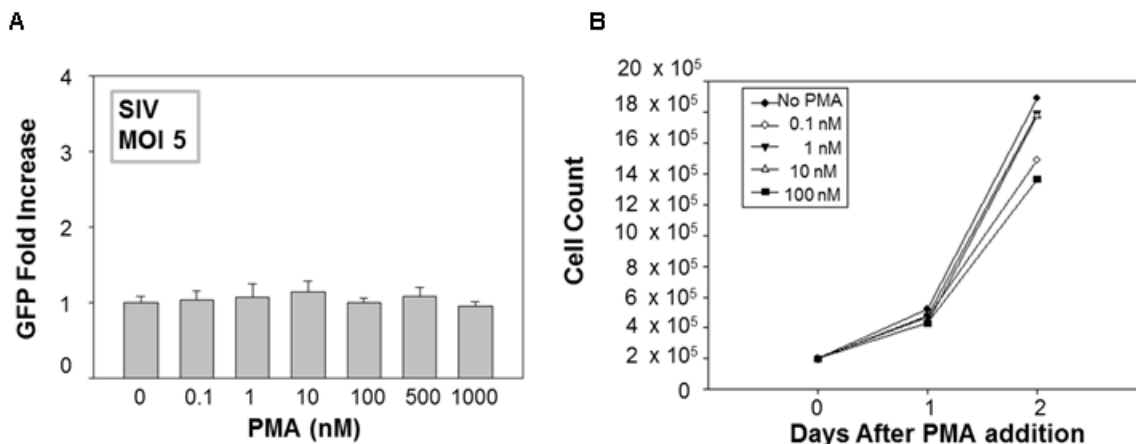 A
GFP Fold Increase
4
3
2
1
0
SIV
MOI 5
0 0.1 1 10 100 500 1000
PMA (nM)
B
Cell Count
20 x 10⁵
18 x 10⁵
16 x 10⁵
14 x 10⁵
12 x 10⁵
10 x 10⁵
8 x 10⁵
6 x 10⁵
4 x 10⁵
2 x 10⁵
0
No PMA
0.1 nM
1 nM
10 nM
100 nM
0 1 2
Days After PMA addition